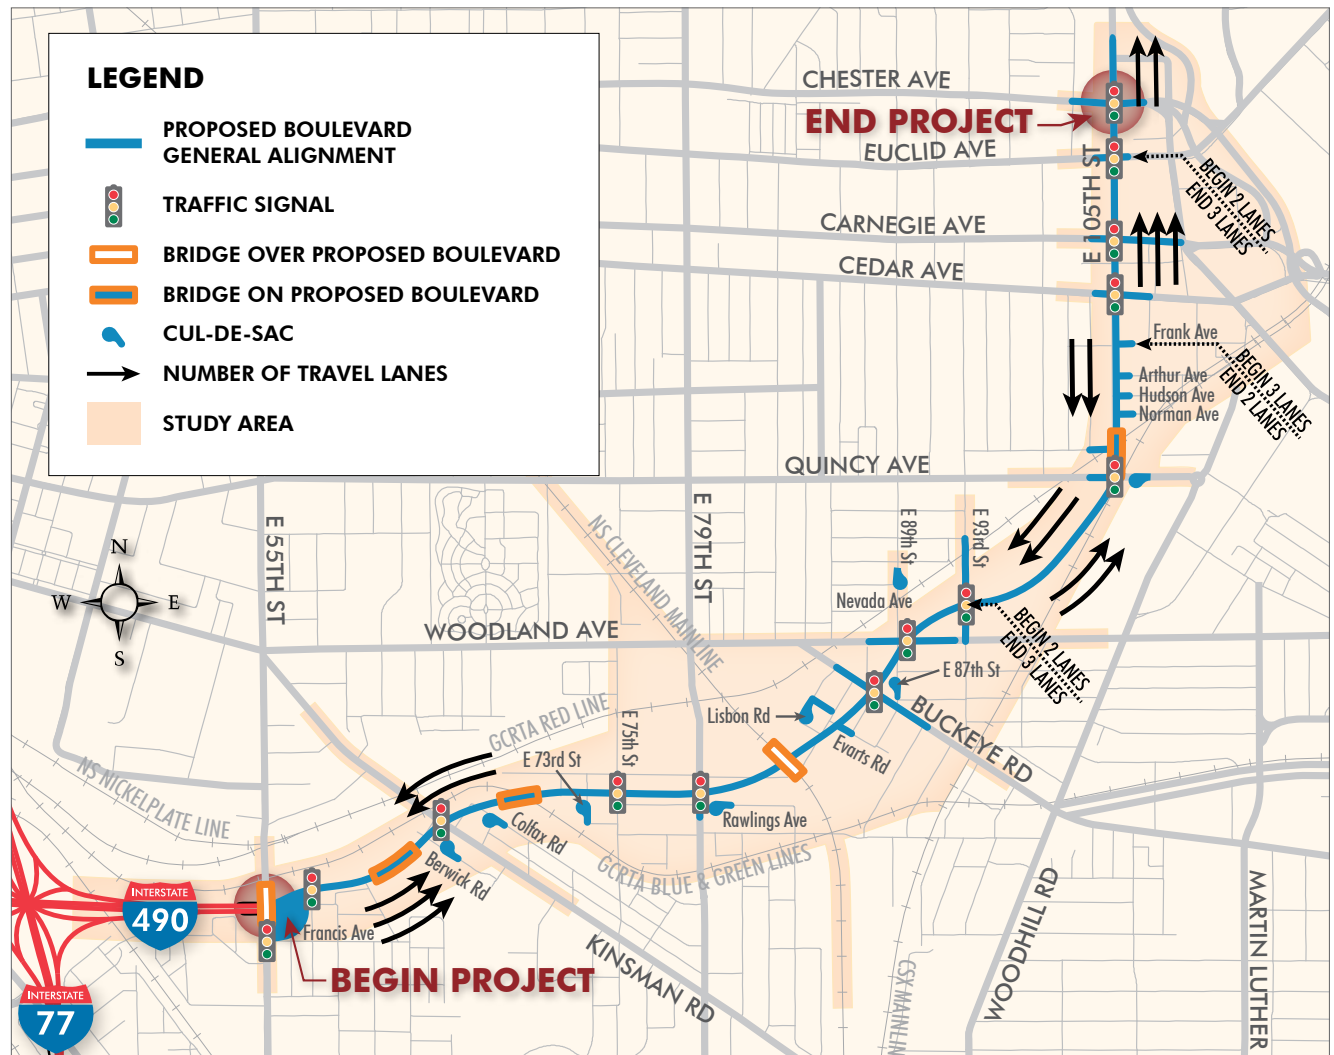 LEGEND
PROPOSED BOULEVARD
GENERAL ALIGNMENT
TRAFFIC SIGNAL
BRIDGE OVER PROPOSED BOULEVARD
BRIDGE ON PROPOSED BOULEVARD
CUL-DE-SAC
NUMBER OF TRAVEL LANES
STUDY AREA
CHESTER AVE
END PROJECT
EUCLID AVE
E 105TH ST
BEGIN 2 LANES
END 3 LANES
CARNEGIE AVE
CEDAR AVE
Frank Ave
Arthur Ave
Hudson Ave
Norman Ave
BEGIN 3 LANES
END 2 LANES
QUINCY AVE
E 55TH ST
NS CLEVELAND MAINLINE
E 79TH ST
E 89th St
E 93rd St
N
W
E
S
Nevada Ave
WOODLAND AVE
BEGIN 2 LANES
END 3 LANES
E 87th St
Lisbon Rd
BUCKEYE RD
Evarts Rd
GCRTA RED LINE
E 75th St
E 73rd St
NS NICKELPLATE LINE
Colfax Rd
Rawlings Ave
Berwick Rd
GCRTA BLUE & GREEN LINES
INTERSTATE
490
Francis Ave
BEGIN PROJECT
KINSMAN RD
CSX MAINLIN
WOODHILL RD
MARTIN LUTHER
INTERSTATE
77